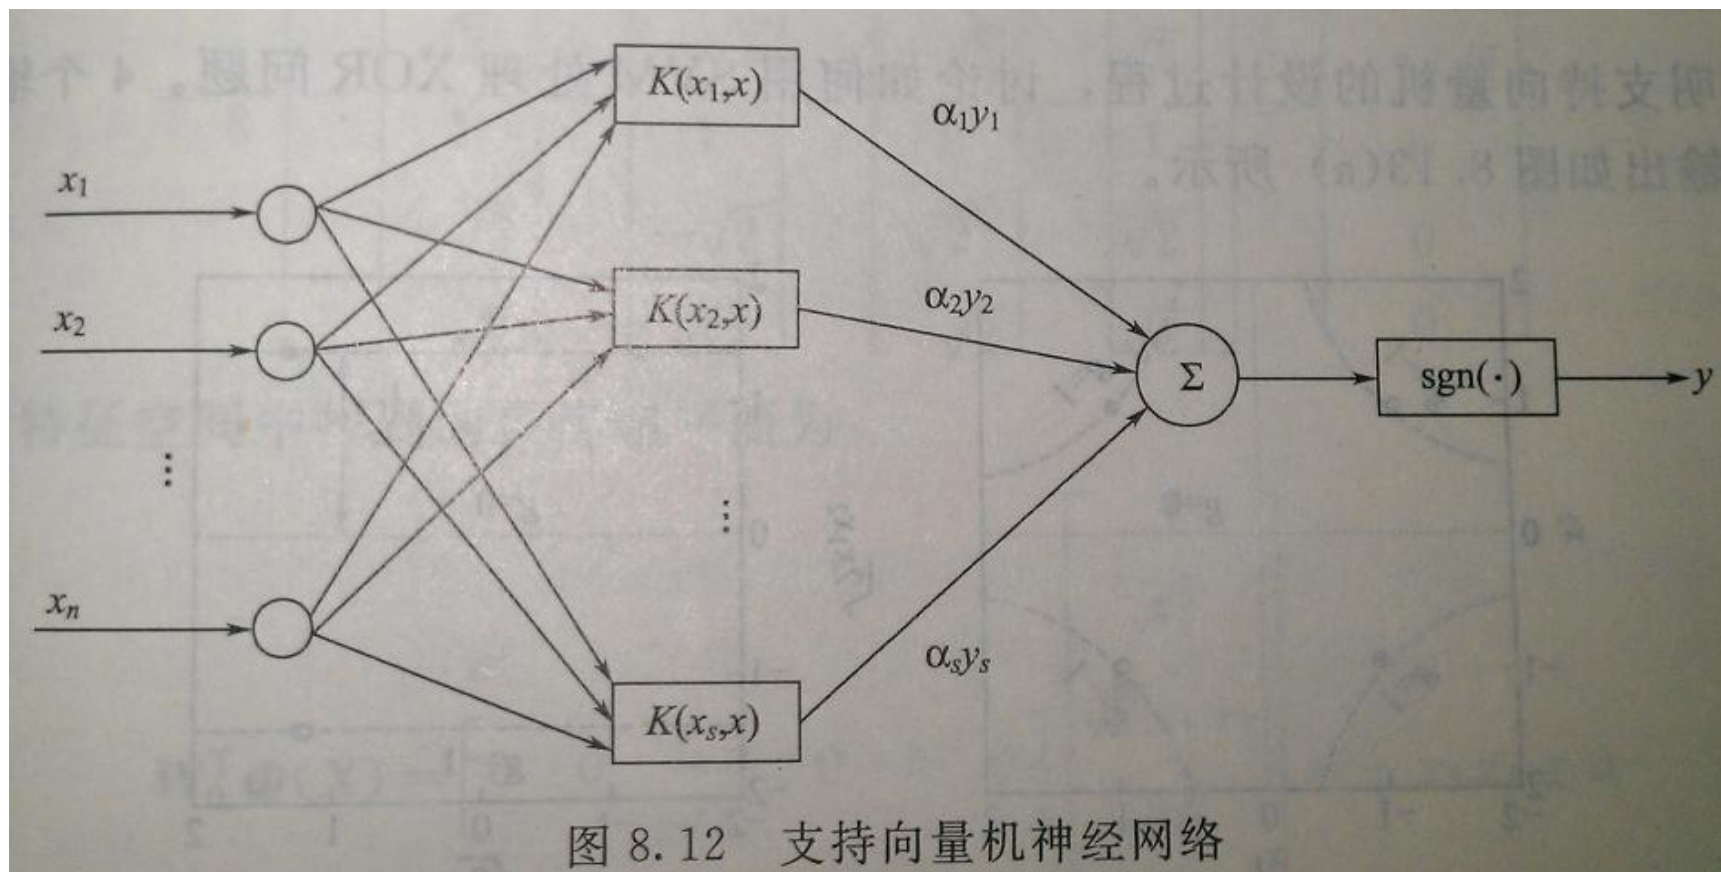 K(x₁,x)
α₁y₁
x₁
K(x₂,x)
α₂y₂
x₂
Σ
sgn(·)
y
…
…
xₙ
αₛyₛ
K(xₛ,x)
图 8.12 支持向量机神经网络